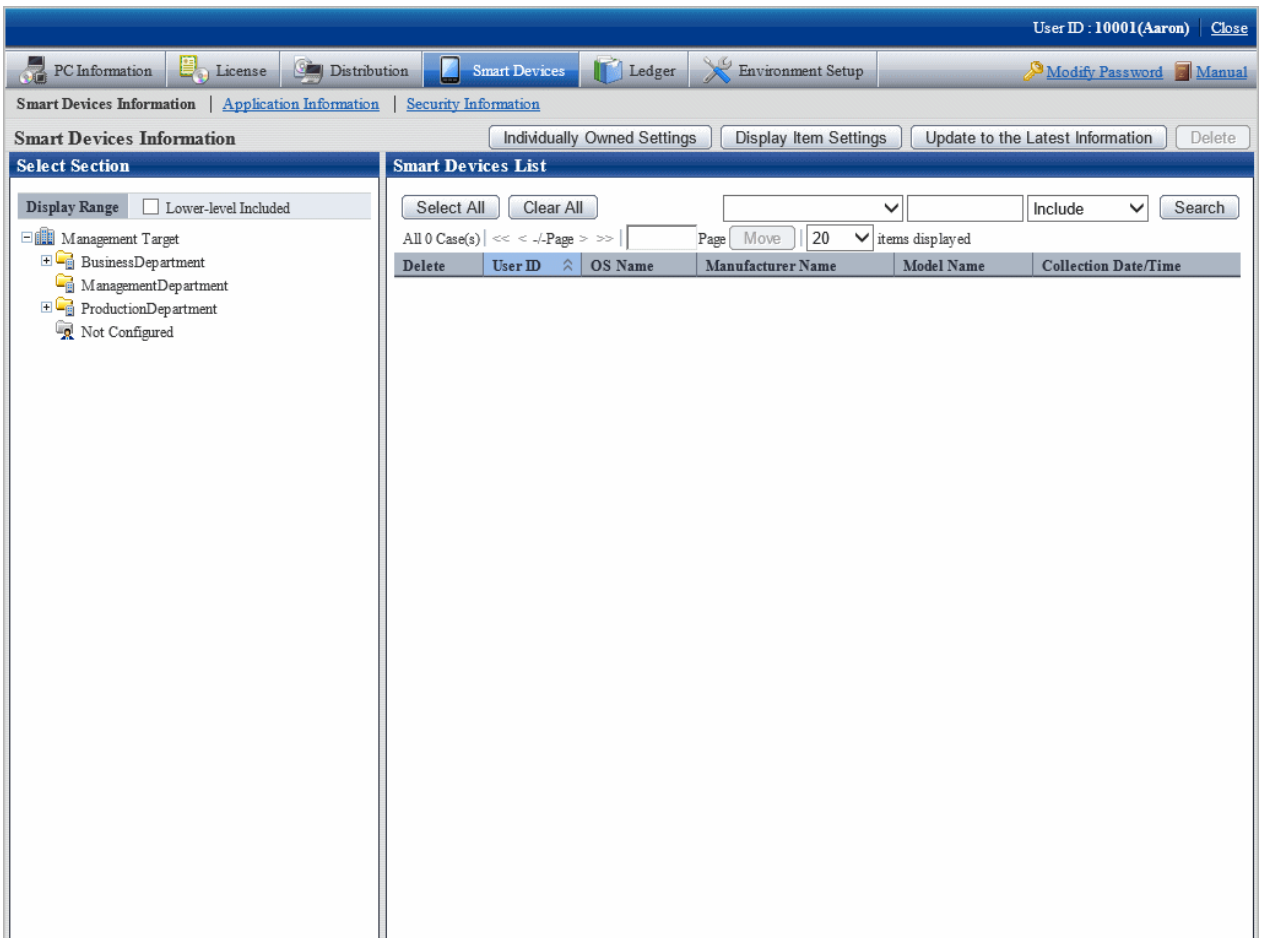 User ID : 10001(Aaron) Close
PC Information License Distribution Smart Devices Ledger Environment Setup Modify Password Manual
Smart Devices Information | Application Information | Security Information
Smart Devices Information Individually Owned Settings Display Item Settings Update to the Latest Information Delete
Select Section
Display Range Lower-level Included
Management Target
BusinessDepartment
ManagementDepartment
ProductionDepartment
Not Configured
Smart Devices List
Select All Clear All Include Search
All 0 Case(s) | << < -/-Page > >> | Page Move | 20 items displayed
Delete User ID OS Name Manufacturer Name Model Name Collection Date/Time